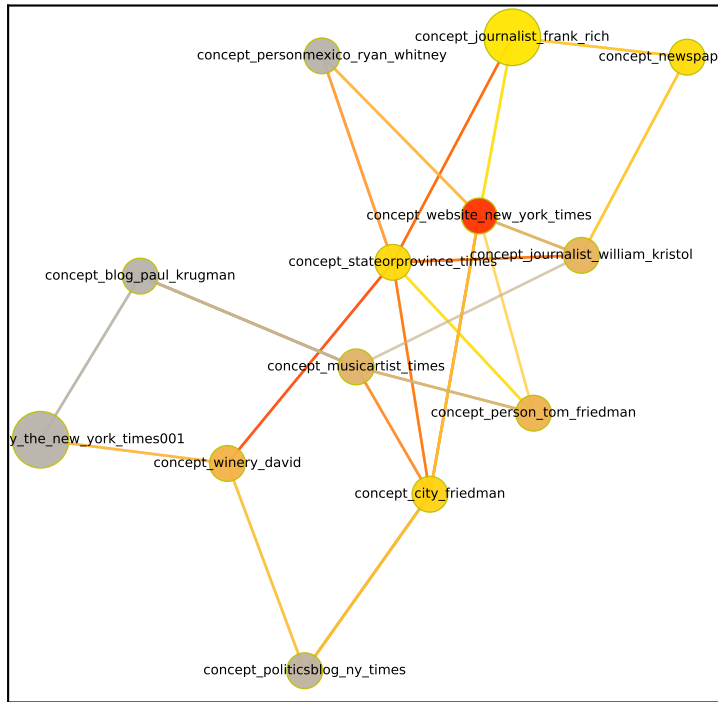 concept_journalist_frank_rich
concept_personmexico_ryan_whitney
concept_newspap
concept_website_new_york_times
concept_journalist_william_kristol
concept_stateorprovince_times
concept_blog_paul_krugman
concept_musicartist_times
concept_person_tom_friedman
y_the_new_york_times001
concept_winery_david
concept_city_friedman
concept_politicsblog_ny_times